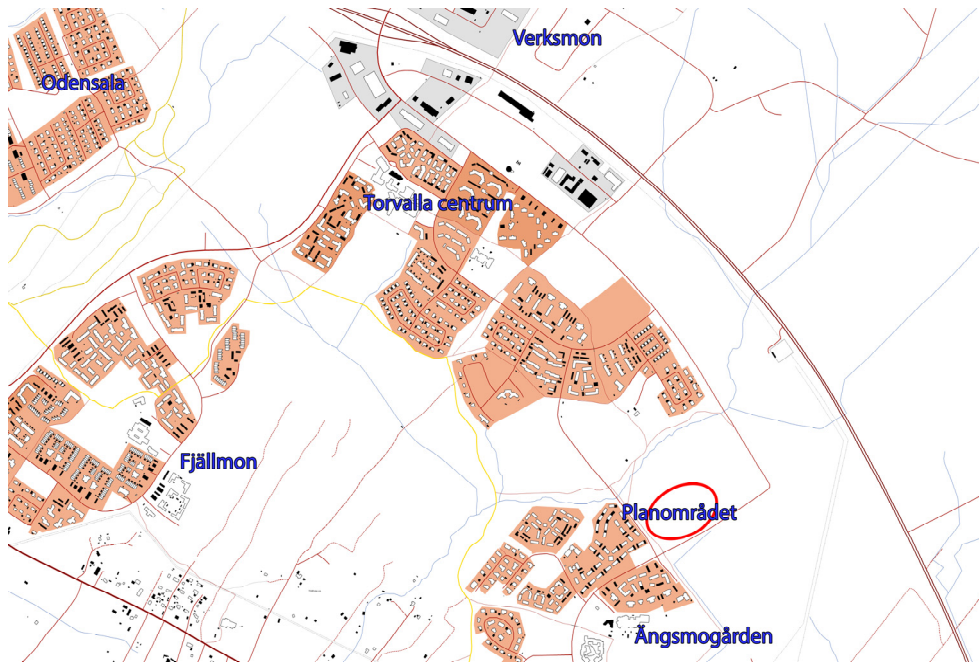 Verksmon
Odensala
Torvalla centrum
Fjällmon
Planområdet
Ängsmogården